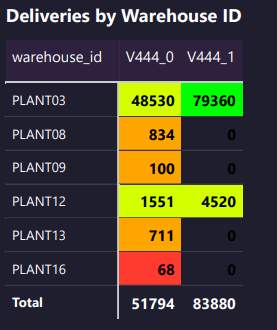 Deliveries by Warehouse ID
warehouse_id V444_0 V444_1
PLANT03 48530 79360
PLANT08 834 0
PLANT09 100 0
PLANT12 1551 4520
PLANT13 711 0
PLANT16 68 0
Total 51794 83880